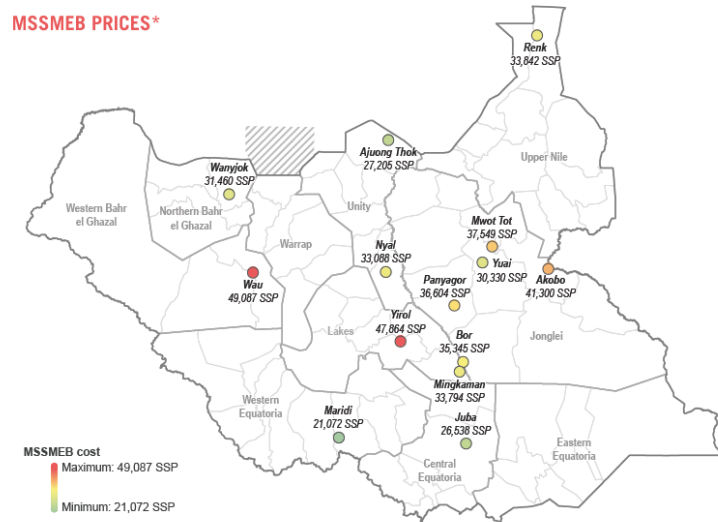 MSSMEB PRICES*
Renk
33,842 SSP
Ajuong Thok
27,205 SSP
Upper Nile
Wanyjok
31,460 SSP
Unity
Western Bahr
el Ghazal
Northern Bahr
el Ghazal
Warrap
Mwot Tot
37,549 SSP
Nyal
33,088 SSP
Yuai
30,330 SSP
Wau
49,087 SSP
Panyagor
36,604 SSP
Akobo
41,300 SSP
Yirol
47,864 SSP
Lakes
Bor
35,345 SSP
Jonglei
Mingkaman
33,794 SSP
Western
Equatoria
Maridi
21,072 SSP
Juba
26,538 SSP
Eastern
Equatoria
Central
Equatoria
MSSMEB cost
Maximum: 49,087 SSP
Minimum: 21,072 SSP